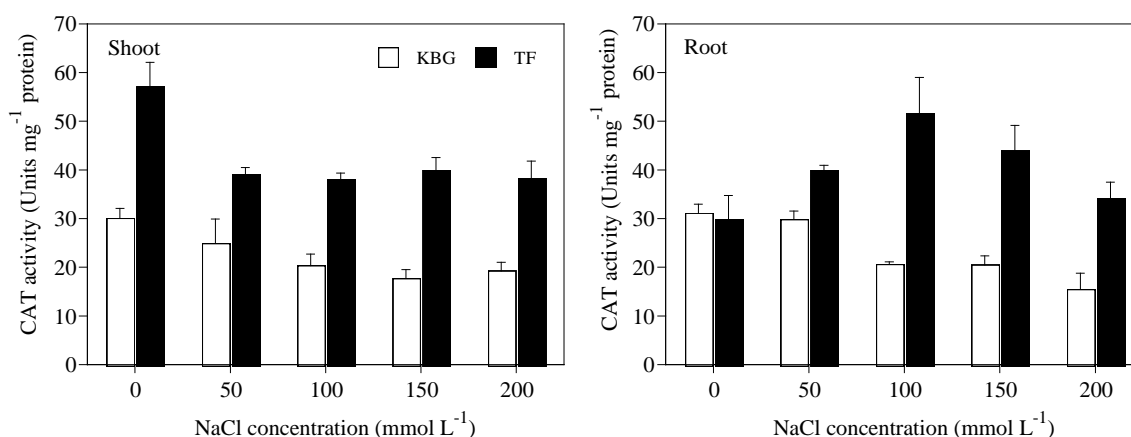 Shoot
KBG TF
CAT activity (Units mg⁻¹ protein)
70
60
50
40
30
20
10
0
0 50 100 150 200
NaCl concentration (mmol L⁻¹)
Root
CAT activity (Units mg⁻¹ protein)
70
60
50
40
30
20
10
0
0 50 100 150 200
NaCl concentration (mmol L⁻¹)